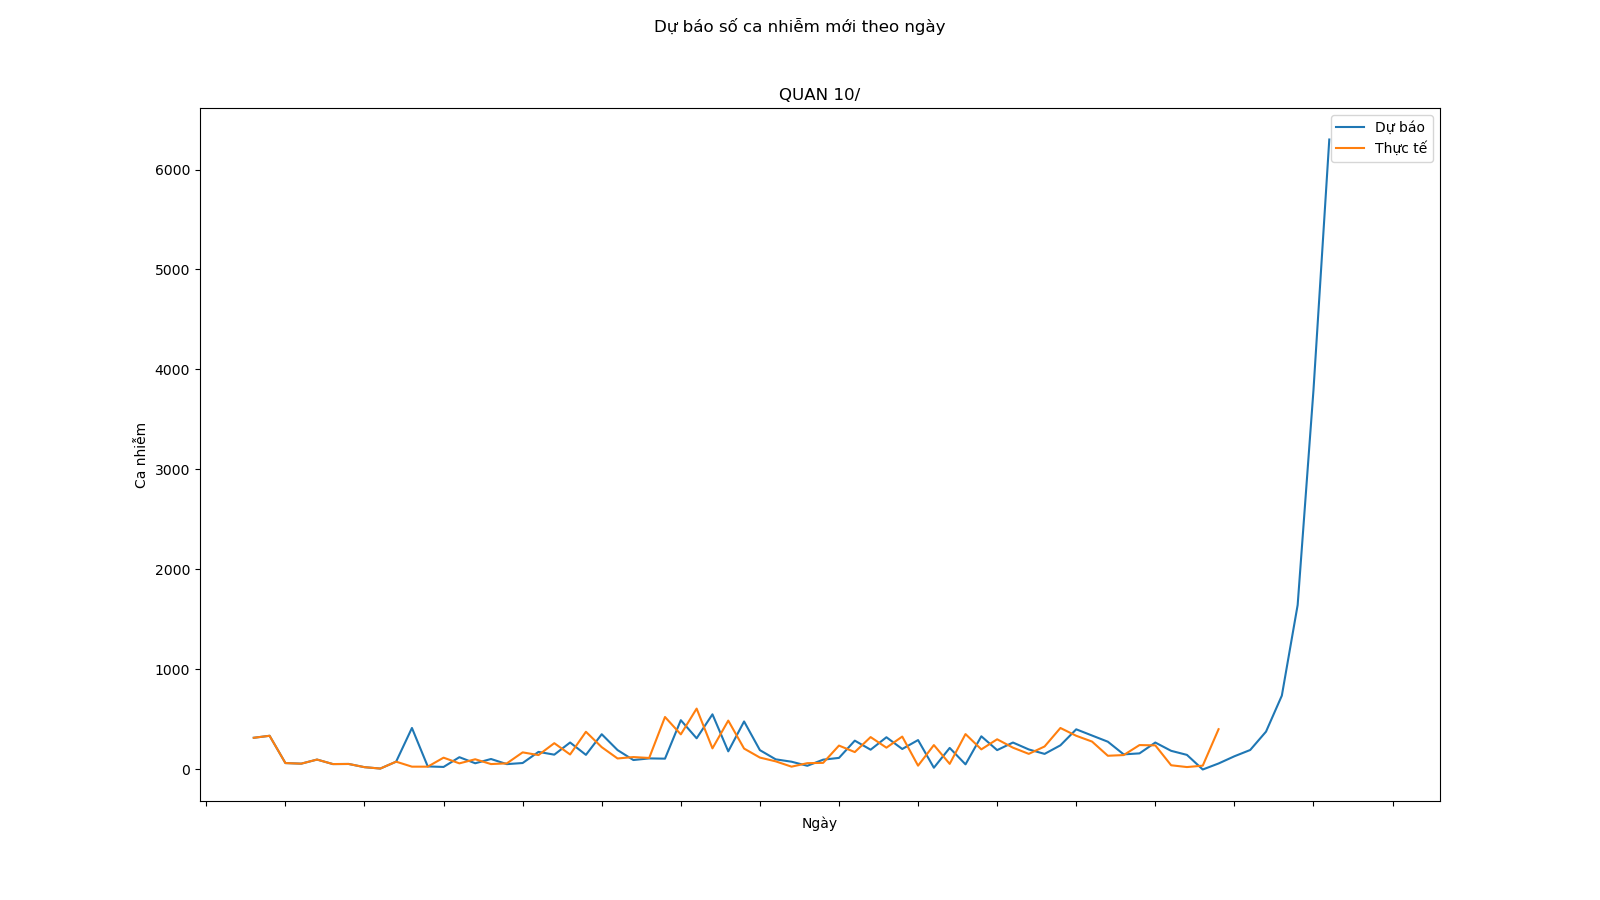 Dự báo số ca nhiễm mới theo ngày
QUAN 10/
Dự báo
Thực tế
6000
5000
4000
3000
2000
1000
0
Ca nhiễm
Ngày